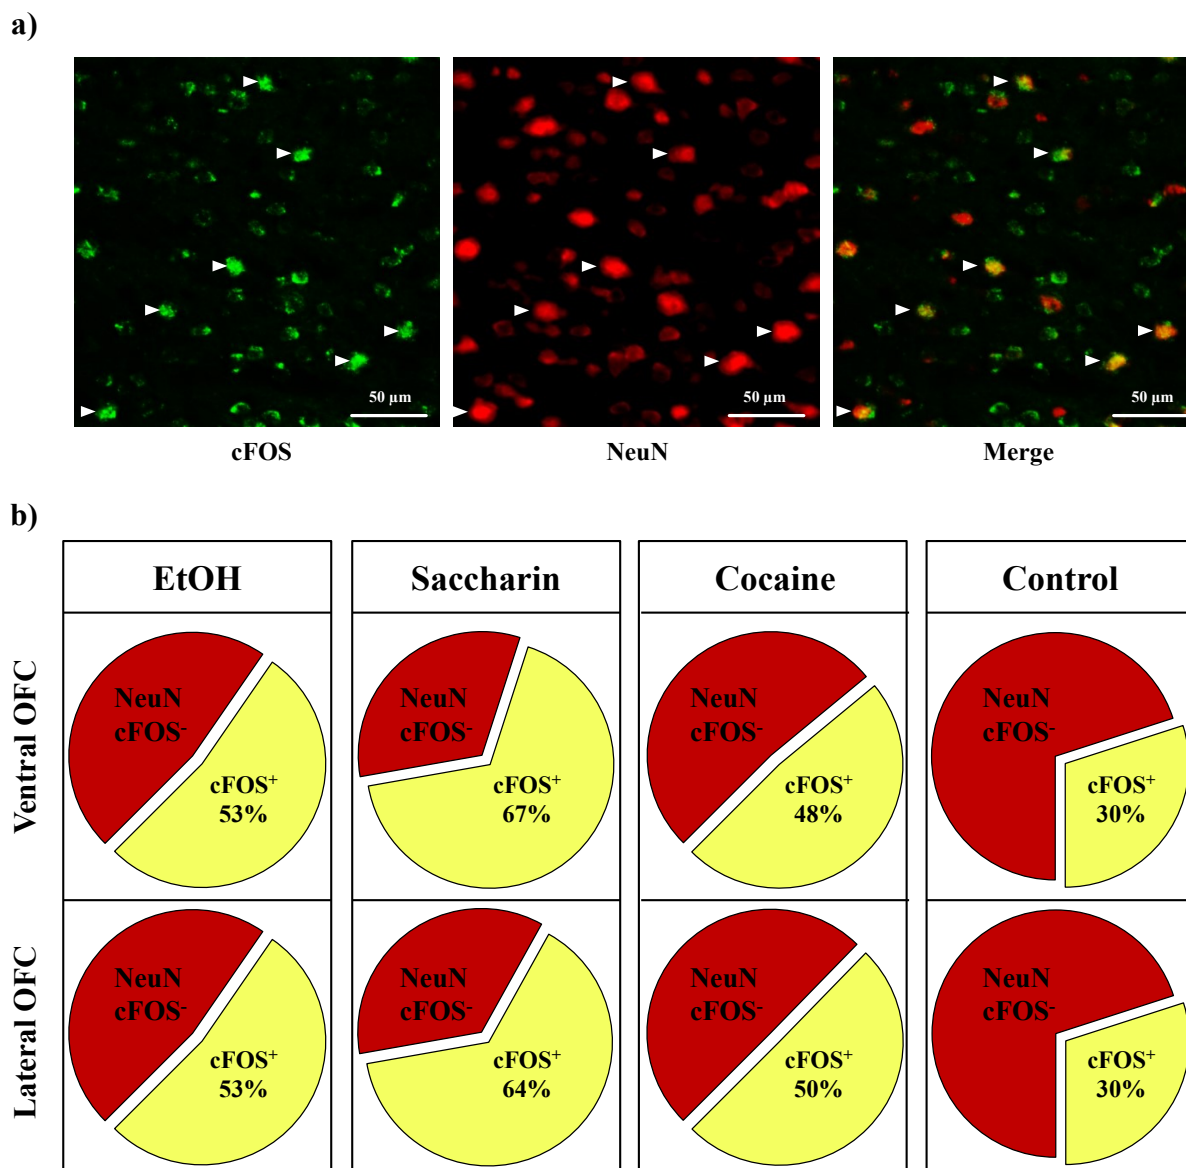 a)
50 µm
50 µm
50 µm
cFOS
NeuN
Merge
b)
EtOH
Saccharin
Cocaine
Control
Ventral OFC
NeuN
cFOS⁻
cFOS⁺
53%
NeuN
cFOS⁻
cFOS⁺
67%
NeuN
cFOS⁻
cFOS⁺
48%
NeuN
cFOS⁻
cFOS⁺
30%
Lateral OFC
NeuN
cFOS⁻
cFOS⁺
53%
NeuN
cFOS⁻
cFOS⁺
64%
NeuN
cFOS⁻
cFOS⁺
50%
NeuN
cFOS⁻
cFOS⁺
30%